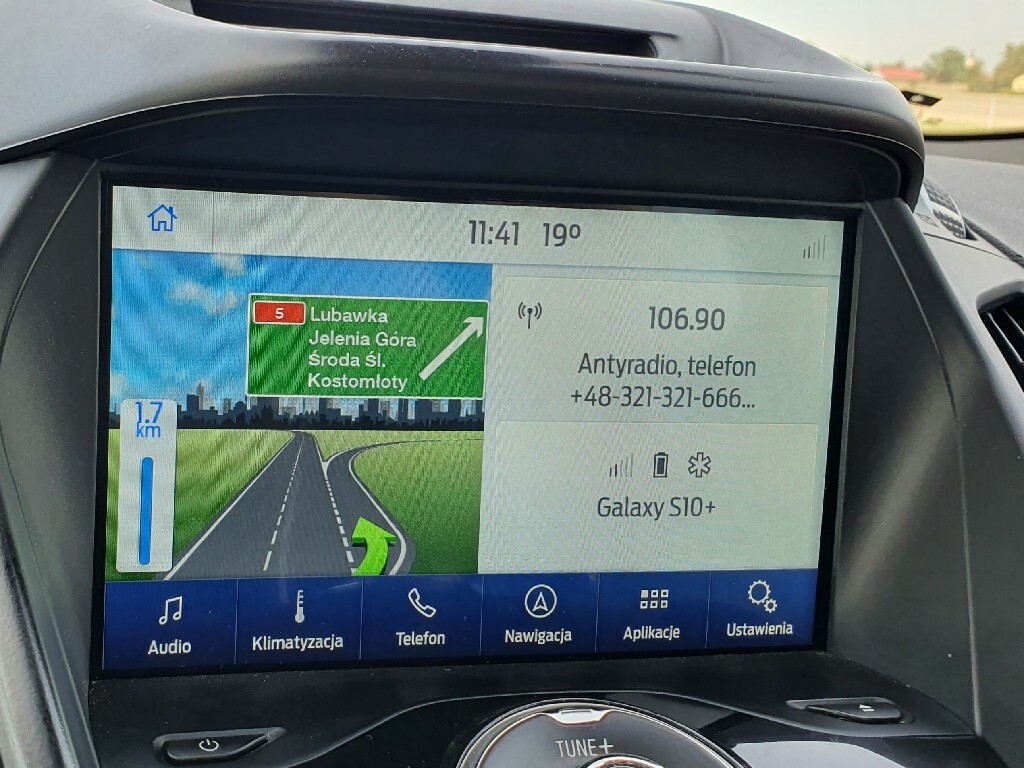 11:41 19º
5 Lubawka
Jelenia Góra
Środa Śl.
Kostomłoty
1.7
km
106.90
Antyradio, telefon
+48-321-321-666...
Galaxy S10+
Audio
Klimatyzacja
Telefon
Nawigacja
Aplikacje
Ustawienia
TUNE+